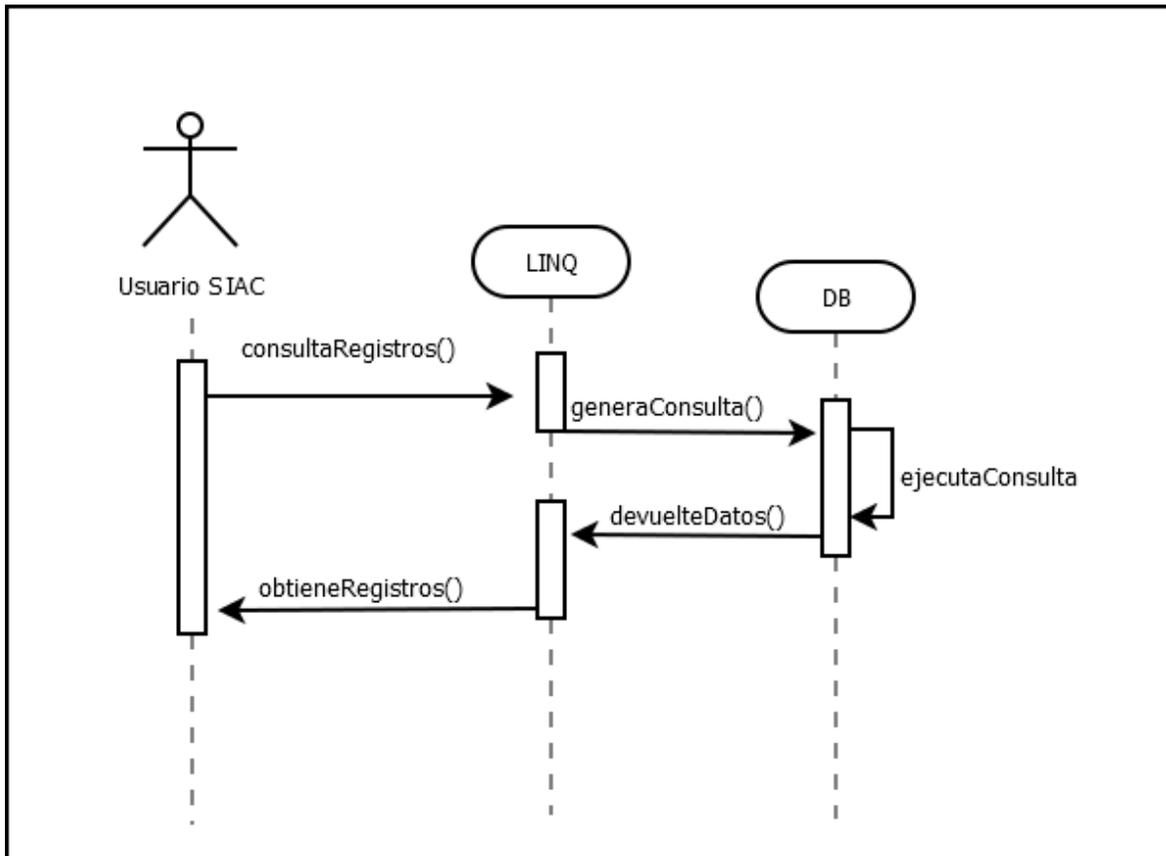 LINQ
Usuario SIAC
DB
consultaRegistros()
generaConsulta()
ejecutaConsulta
devuelteDatos()
obtieneRegistros()